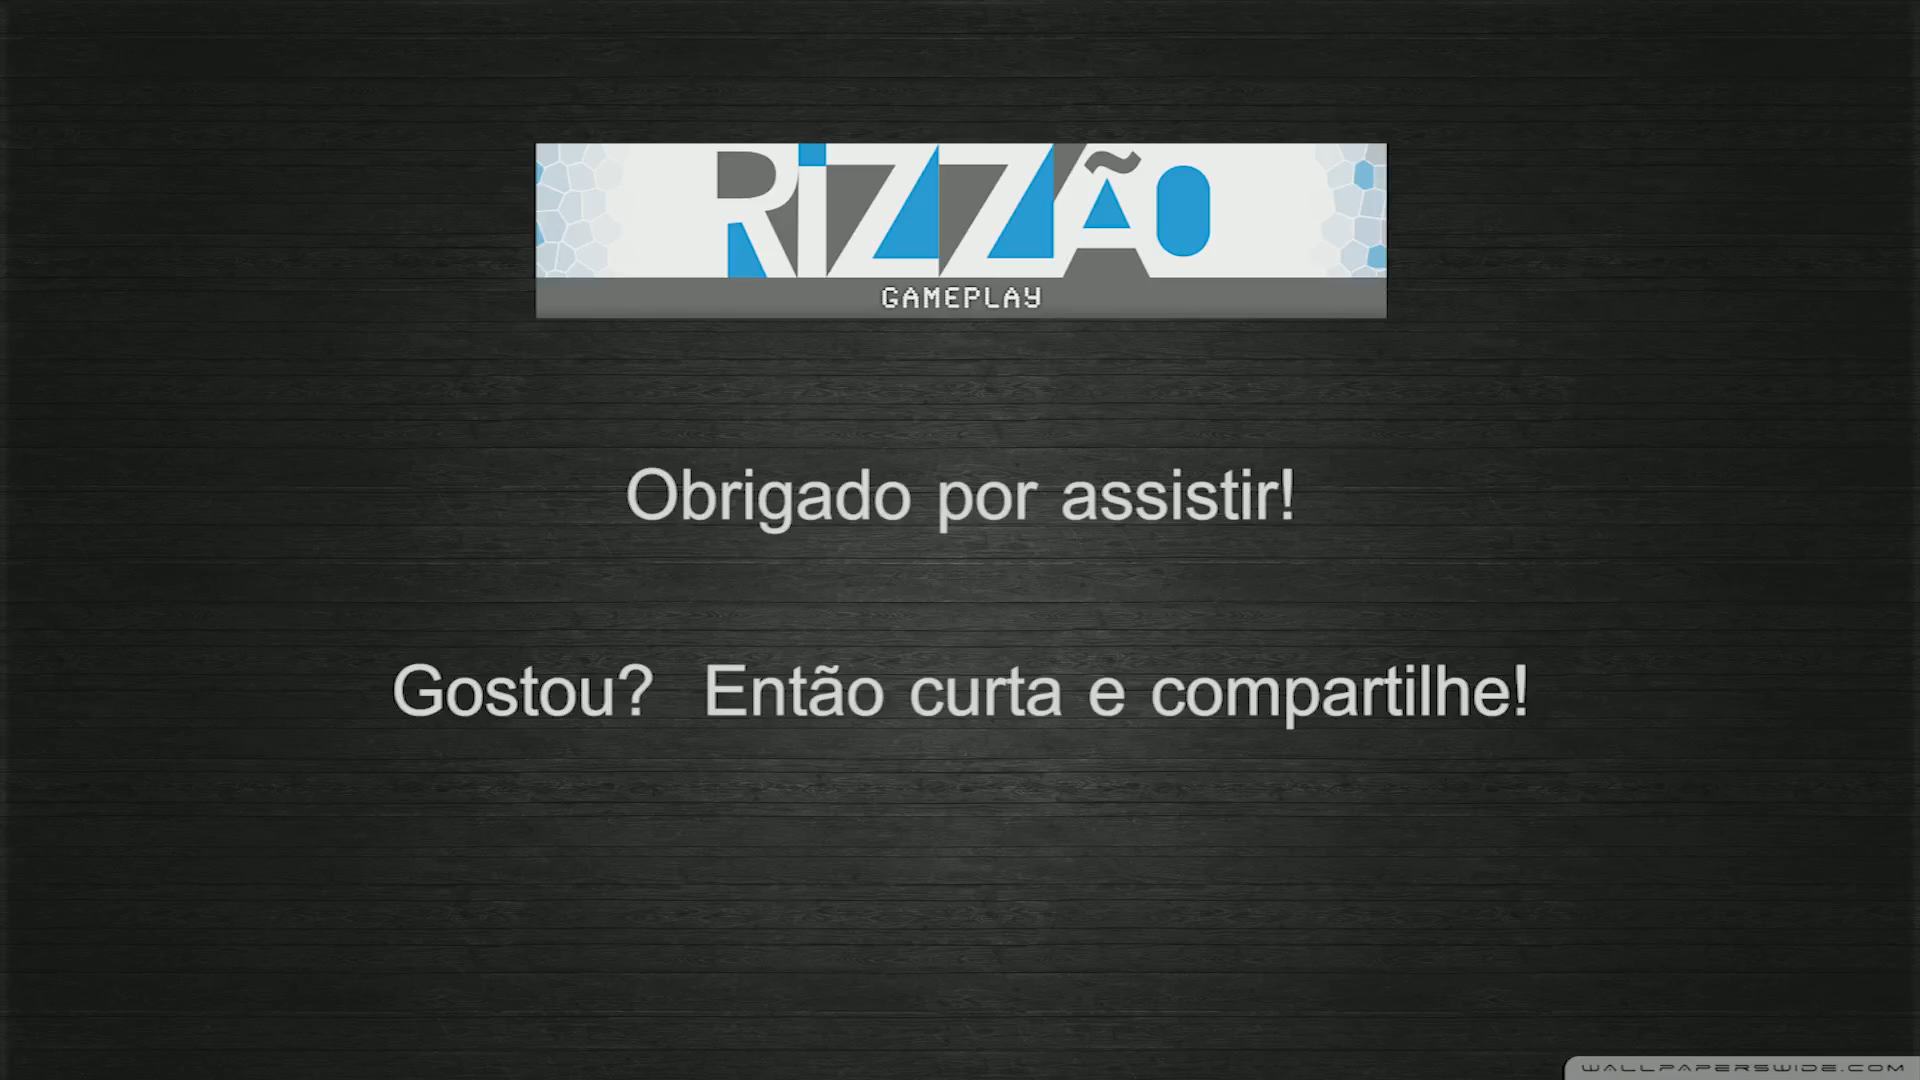 RiZZÃO
GAMEPLAY
Obrigado por assistir!
Gostou? Então curta e compartilhe!
WALLPAPERSWIDE.COM